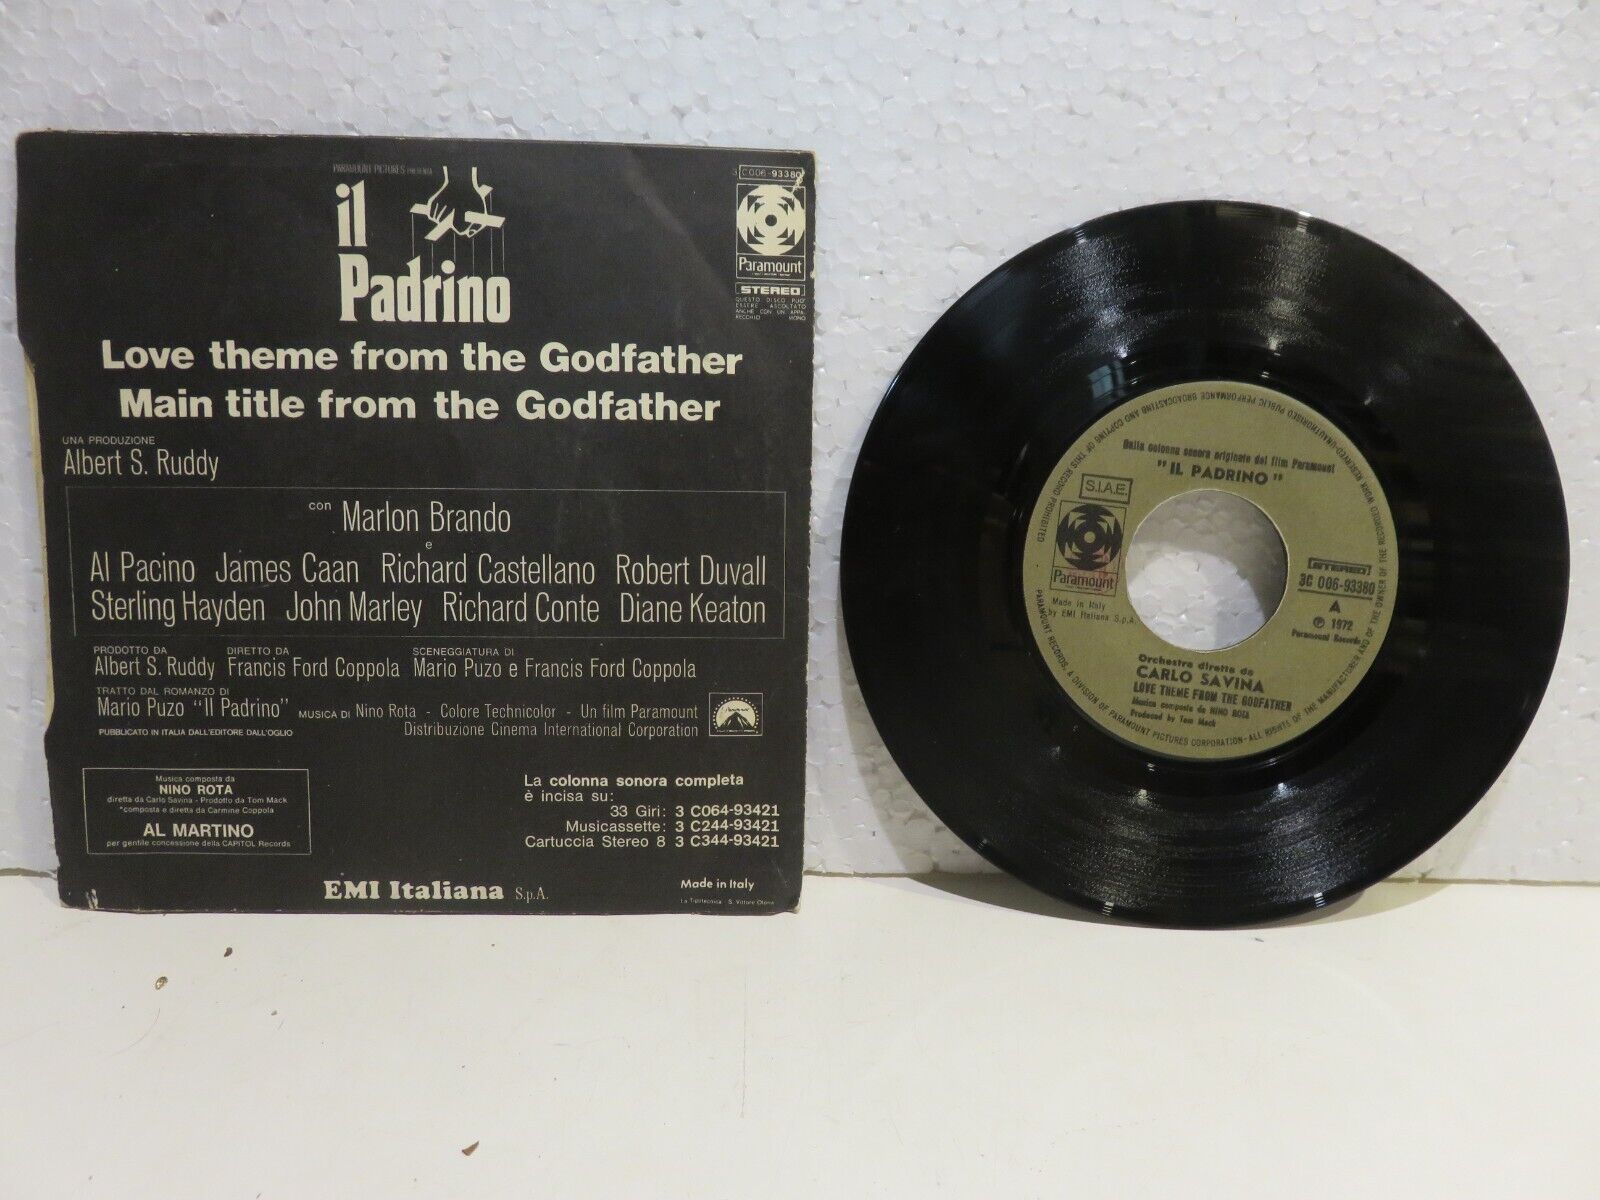 PARAMOUNT PICTURES PRESENTA
il
Padrino
3 C006-93380
Paramount
STEREO
QUESTO DISCO PUO'
ESSERE ASCOLTATO
ANCHE CON UN APPA-
RECCHIO MONO
Love theme from the Godfather
Main title from the Godfather
UNA PRODUZIONE
Albert S. Ruddy
con Marlon Brando
e
Al Pacino James Caan Richard Castellano Robert Duvall
Sterling Hayden John Marley Richard Conte Diane Keaton
PRODOTTO DA DIRETTO DA SCENEGGIATURA DI
Albert S. Ruddy Francis Ford Coppola Mario Puzo e Francis Ford Coppola
TRATTO DAL ROMANZO DI
Mario Puzo "Il Padrino" MUSICA DI Nino Rota - Colore Technicolor - Un film Paramount
PUBBLICATO IN ITALIA DALL'EDITORE DALL'OGLIO
Distribuzione Cinema International Corporation
Paramount
Musica composta da
NINO ROTA
diretta da Carlo Savina - Prodotto da Tom Mack
*composta e diretta da Carmine Coppola
AL MARTINO
per gentile concessione della CAPITOL Records
La colonna sonora completa
è incisa su:
33 Giri: 3 C064-93421
Musicassette: 3 C244-93421
Cartuccia Stereo 8 3 C344-93421
EMI Italiana S.p.A.
Made in Italy
La Tipotecnica - S. Vittore Olona
Dalla colonna sonora originale del film Paramount
"IL PADRINO"
S.I.A.E.
Paramount
Made in Italy
by EMI Italiana S.p.A.
STEREO
3C 006-93380
A
℗ 1972
Paramount Records
Orchestra diretta da
CARLO SAVINA
LOVE THEME FROM THE GODFATHER
Musica composta da NINO ROTA
Produced by Tom Mack
PARAMOUNT RECORDS, A DIVISION OF PARAMOUNT PICTURES CORPORATION-ALL RIGHTS OF THE MANUFACTURER AND OF THE OWNER OF THE RECORDED WORK RESERVED-UNAUTHORISED PUBLIC PERFORMANCE BROADCASTING AND COPYING OF THIS RECORD PROHIBITED